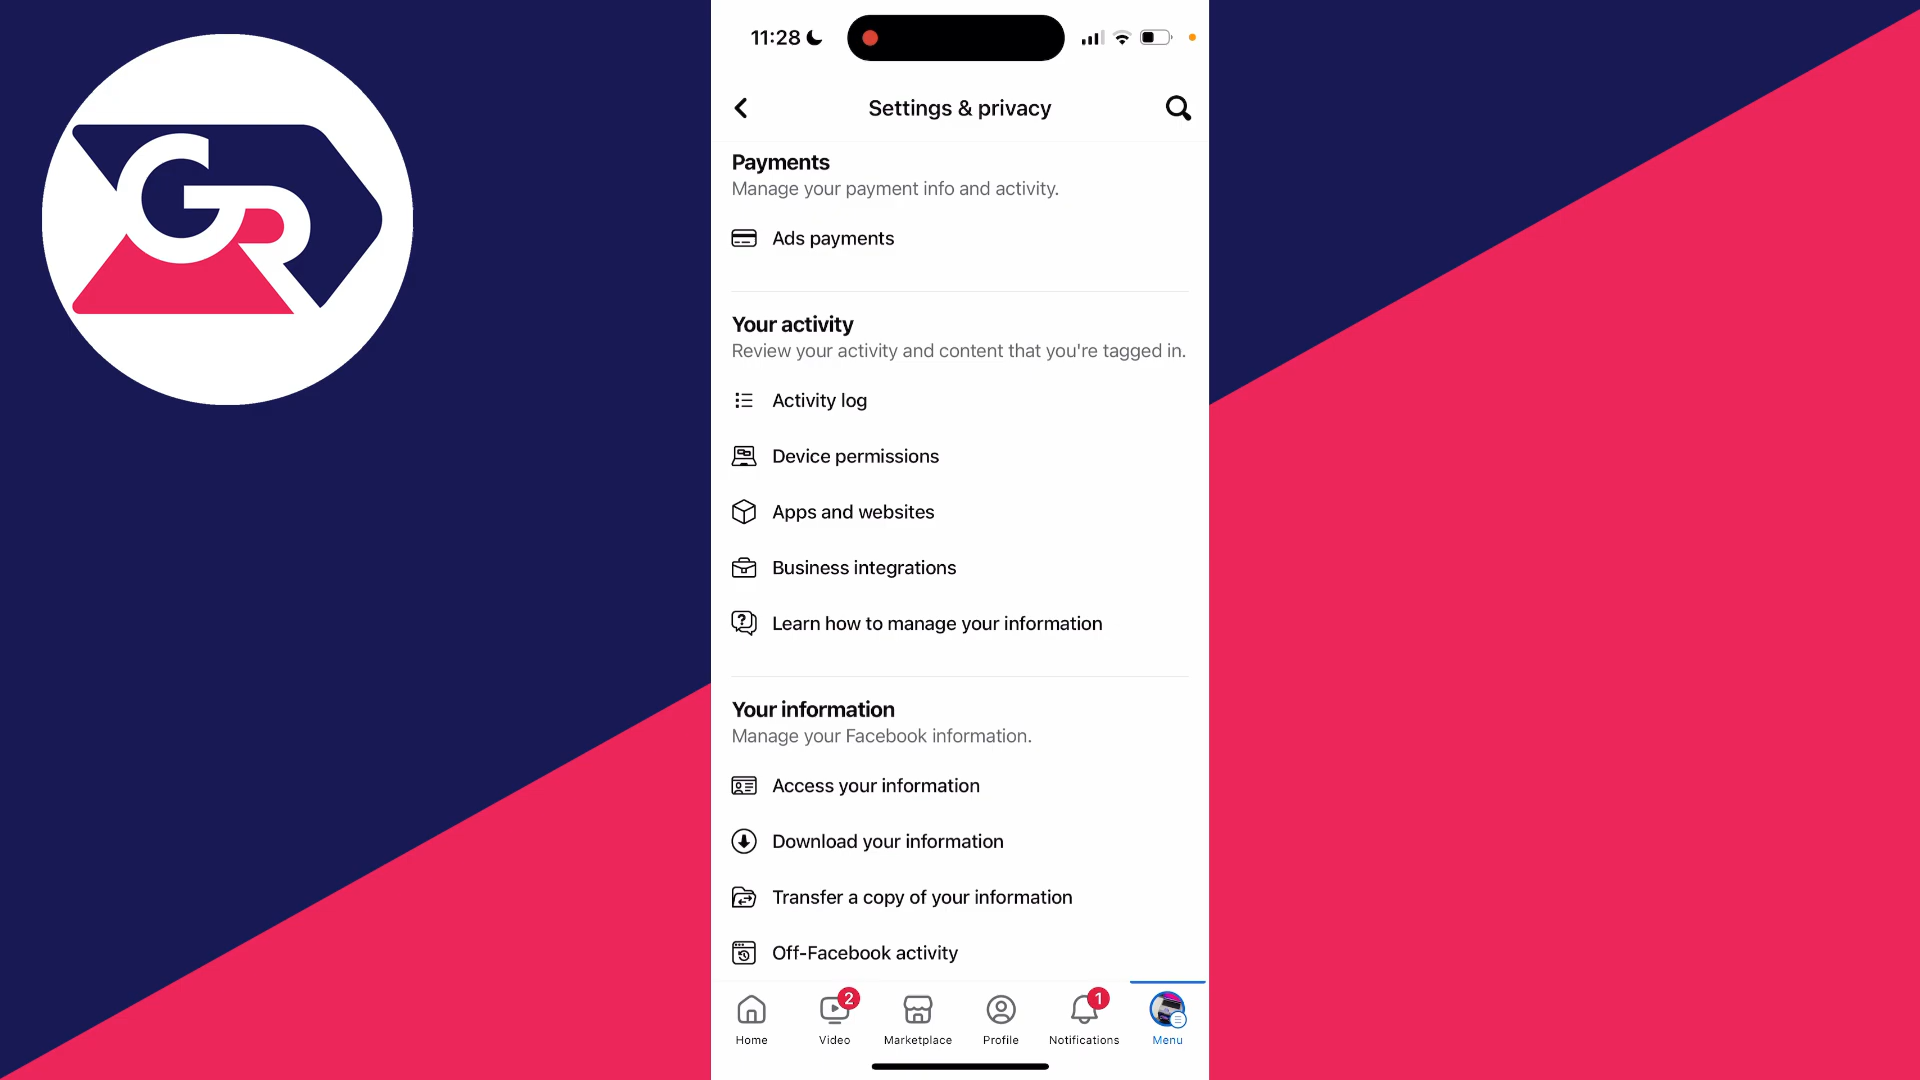 GR
11:28
Settings & privacy
Payments
Manage your payment info and activity.
Ads payments
Your activity
Review your activity and content that you're tagged in.
Activity log
Device permissions
Apps and websites
Business integrations
Learn how to manage your information
Your information
Manage your Facebook information.
Access your information
Download your information
Transfer a copy of your information
Off-Facebook activity
2
1
Home
Video
Marketplace
Profile
Notifications
Menu